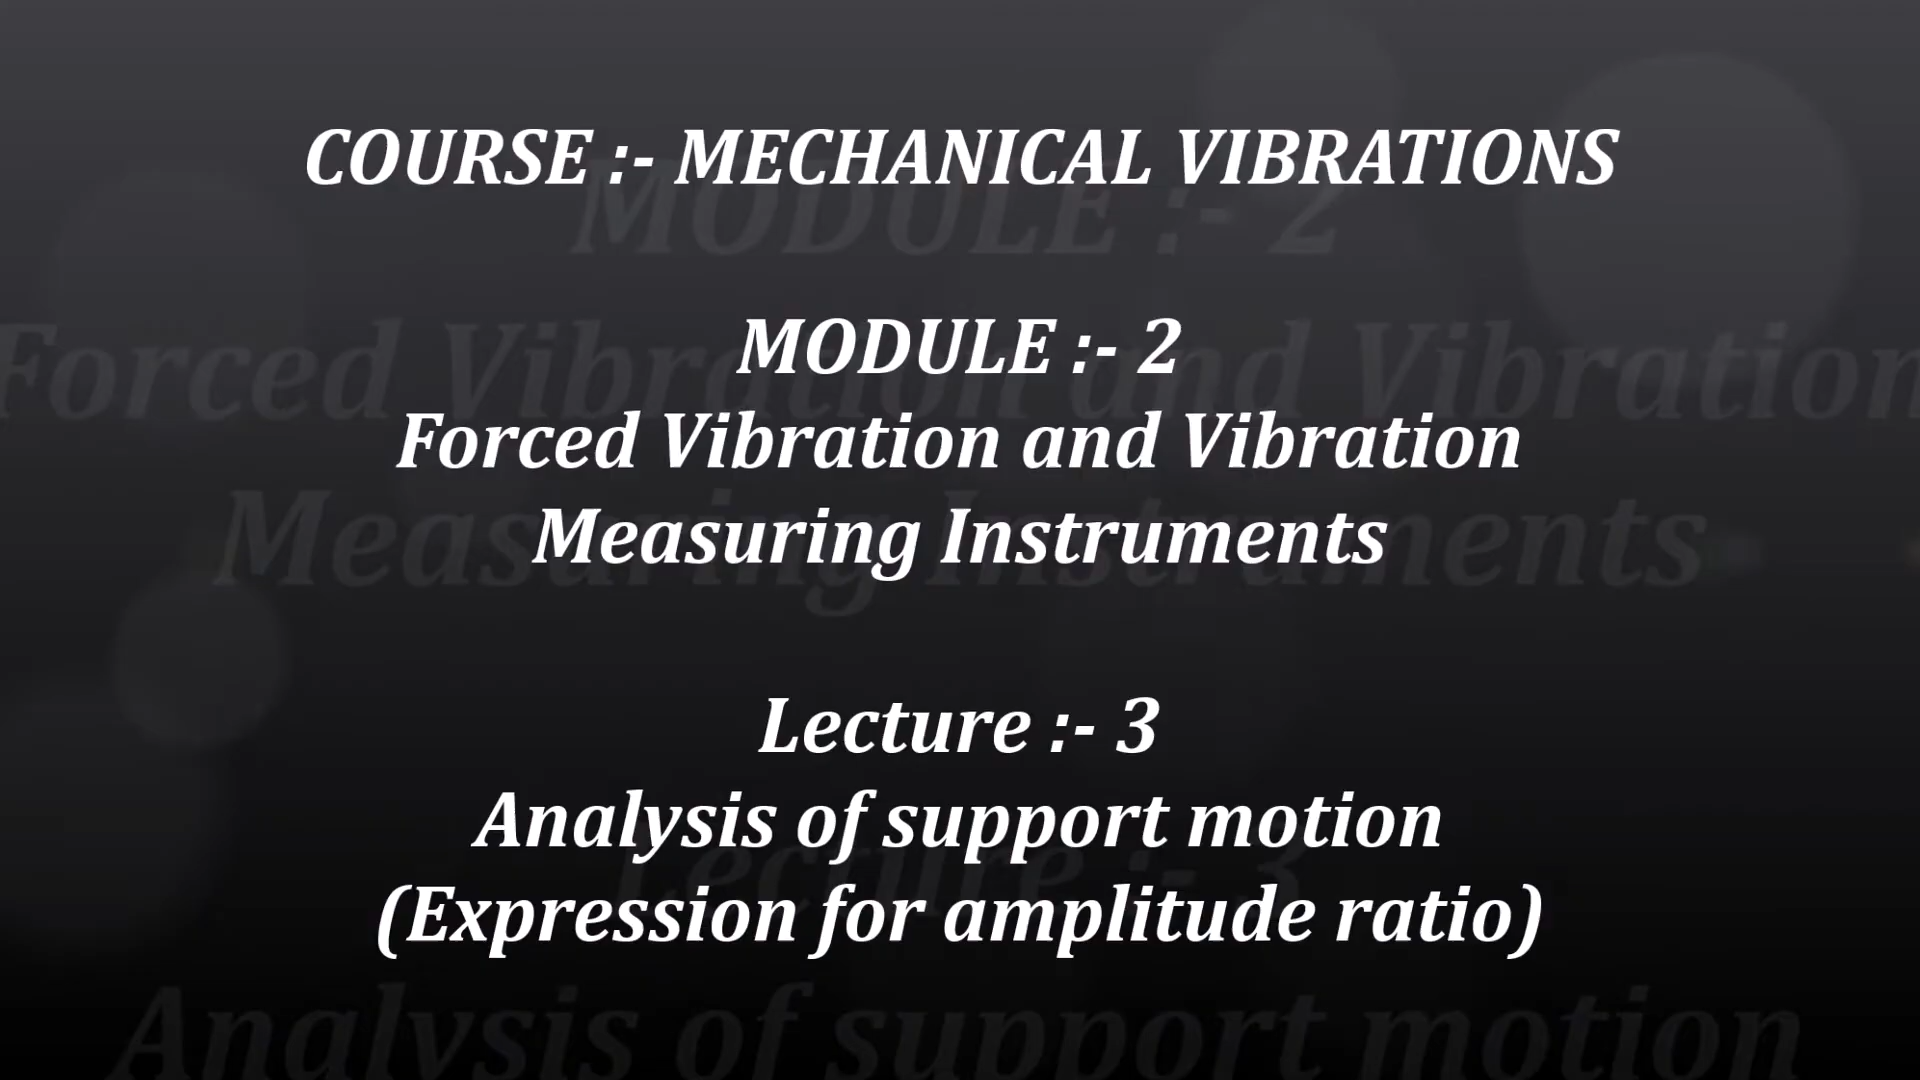 COURSE :- MECHANICAL VIBRATIONS
MODULE :- 2
Forced Vibration and Vibration
Measuring Instruments
Lecture :- 3
Analysis of support motion
(Expression for amplitude ratio)